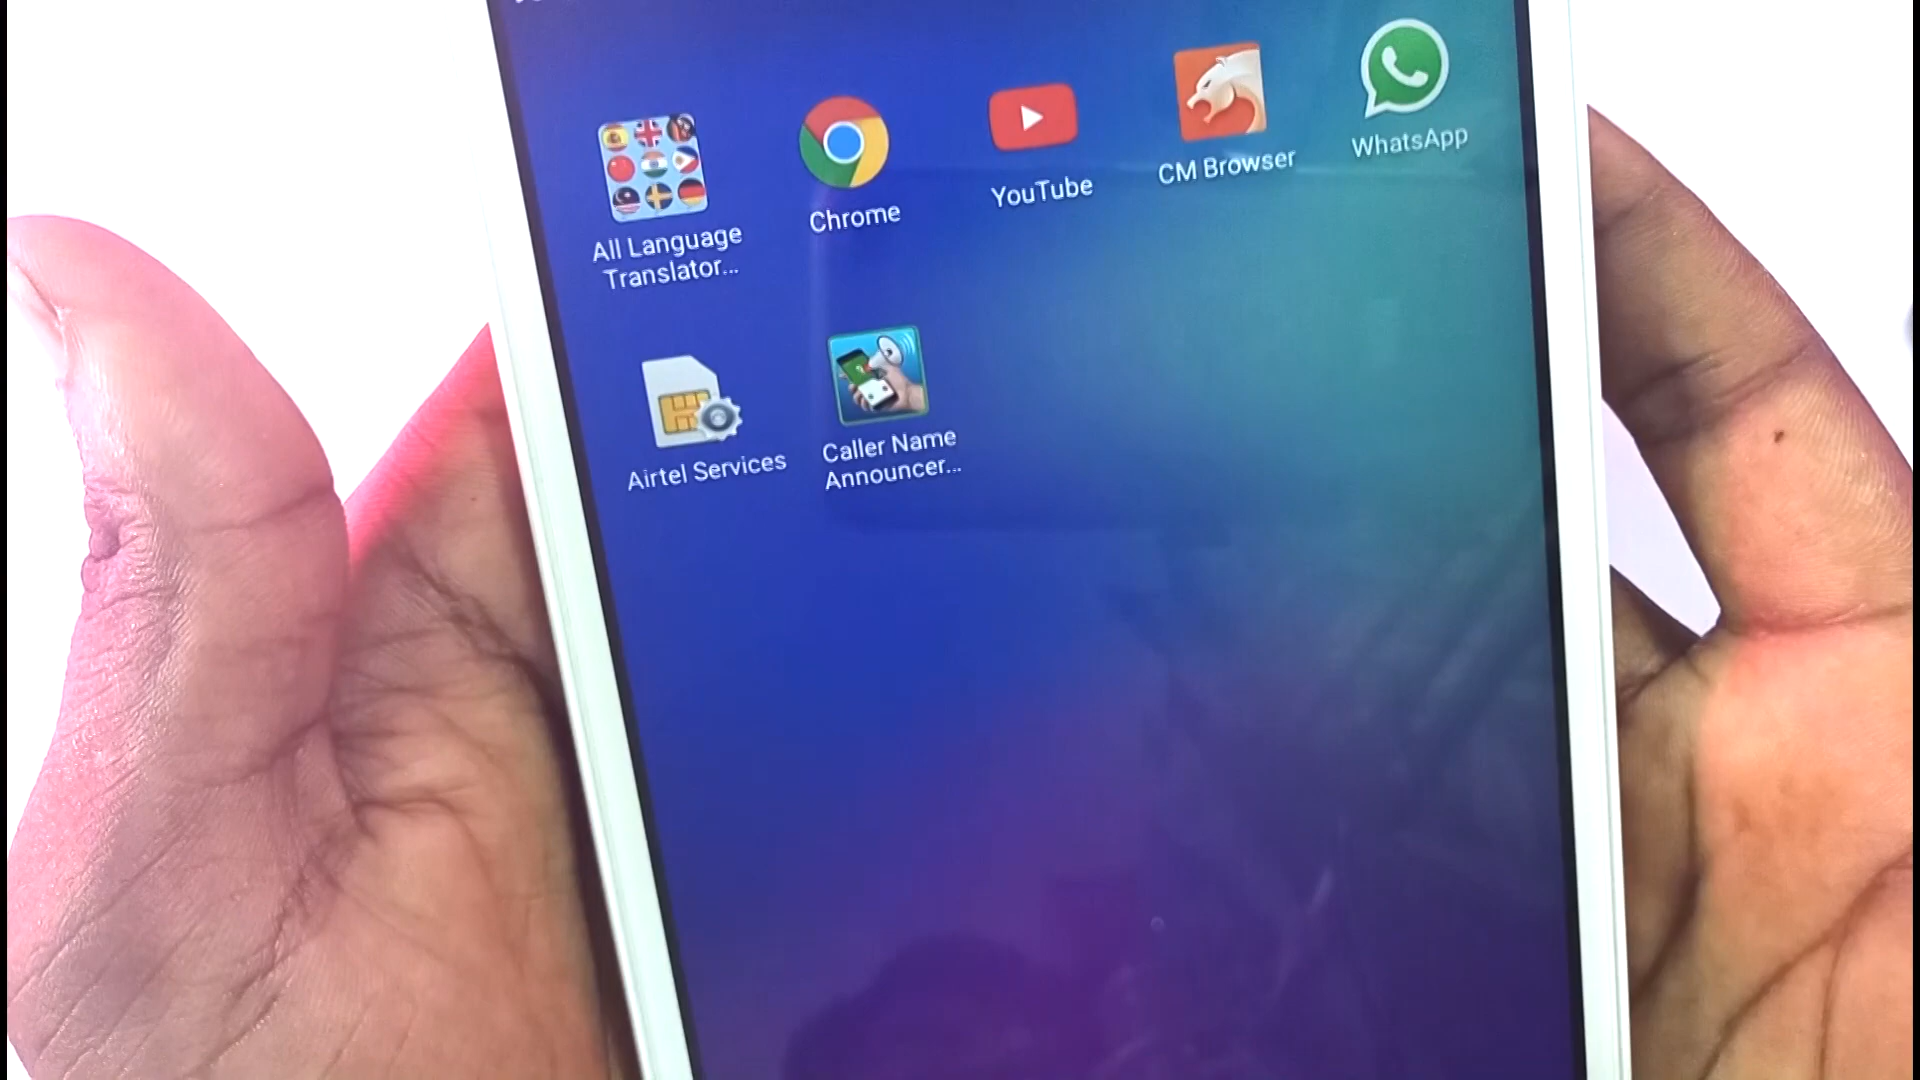 All Language
Translator...
Chrome
YouTube
CM Browser
WhatsApp
Airtel Services
Caller Name
Announcer...